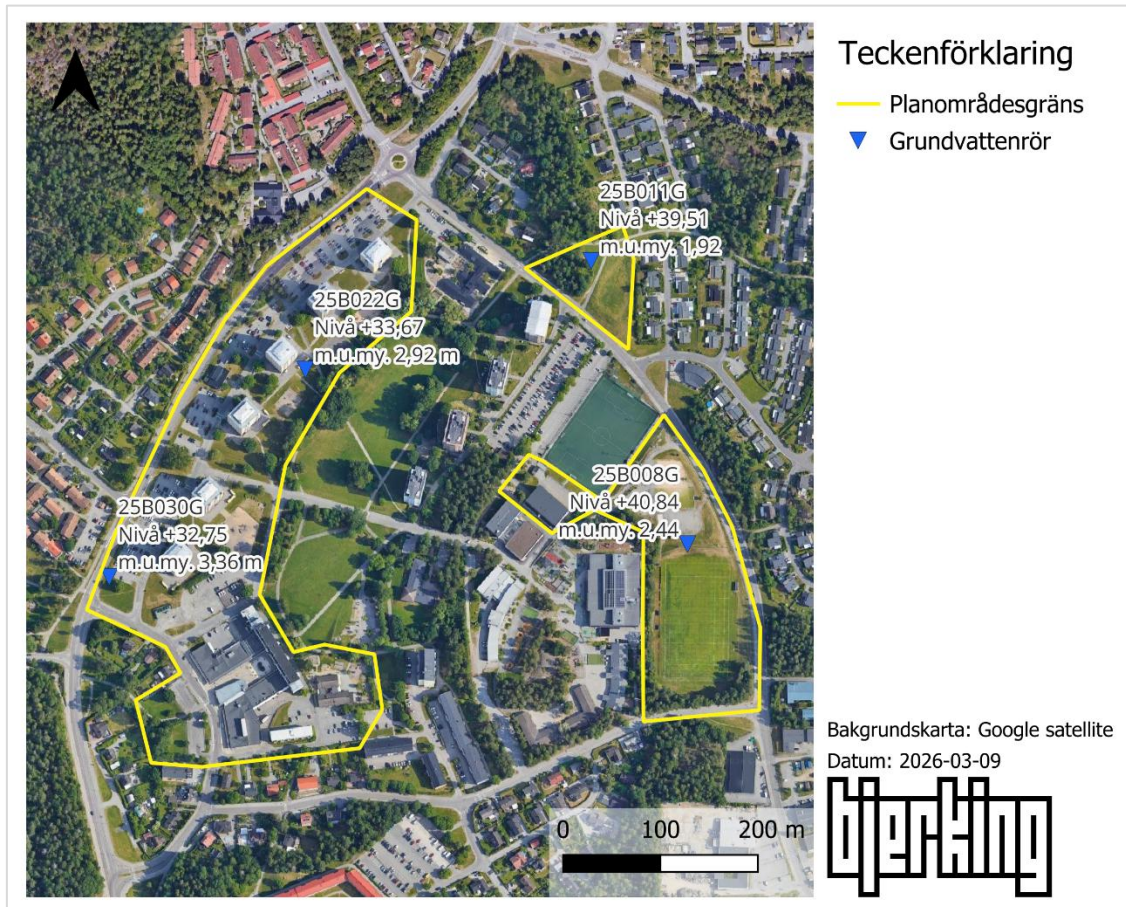 Teckenförklaring
Planområdesgräns
Grundvattenrör
25B011G
Nivå +39,51
m.u.my. 1,92
25B022G
Nivå +33,67
m.u.my. 2,92 m
25B008G
Nivå +40,84
m.u.my. 2,44
25B030G
Nivå +32,75
m.u.my. 3,36 m
0 100 200 m
Bakgrundskarta: Google satellite
Datum: 2026-03-09
bjerking